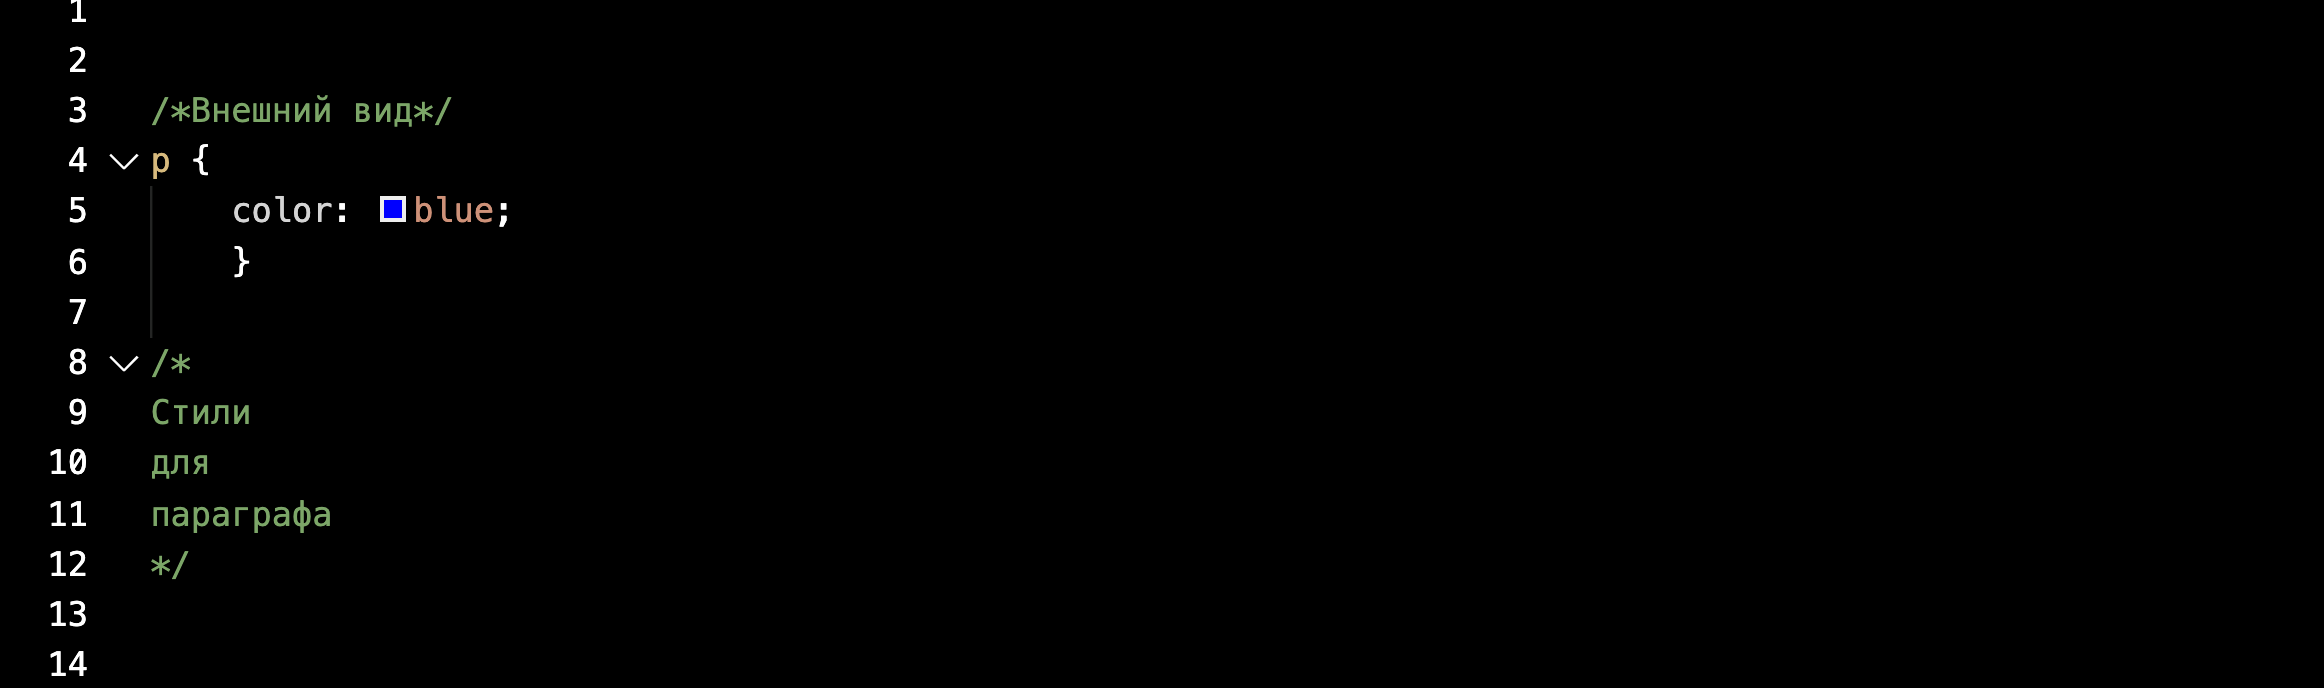 1
2
3 /*Внешний вид*/
4 p {
5 color: blue;
6 }
7
8 /*
9 Стили
10 для
11 параграфа
12 */
13
14